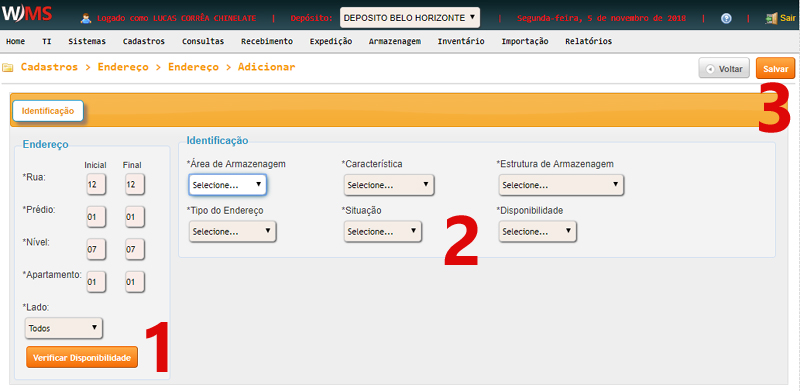 WMS
Logado como LUCAS CORRÊA CHINELATE | Depósito: DEPOSITO BELO HORIZONTE | Segunda-feira, 5 de novembro de 2018 | ? | Sair
Home TI Sistemas Cadastros Consultas Recebimento Expedição Armazenagem Inventário Importação Relatórios
Cadastros > Endereço > Endereço > Adicionar
Voltar
Salvar
3
Identificação
Endereço
Inicial Final
*Rua: 12 12
*Prédio: 01 01
*Nível: 07 07
*Apartamento: 01 01
*Lado:
Todos
Verificar Disponibilidade
1
Identificação
*Área de Armazenagem *Característica *Estrutura de Armazenagem
Selecione... Selecione... Selecione...
*Tipo do Endereço *Situação *Disponibilidade
Selecione... Selecione... Selecione...
2